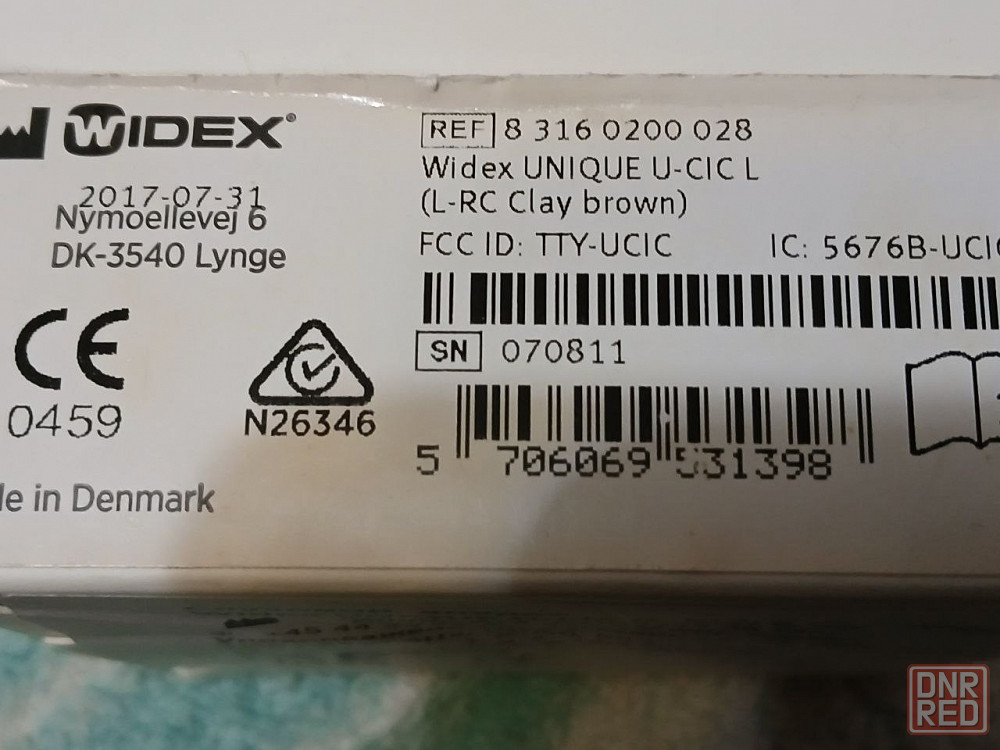 WIDEX®
2017-07-31
Nymoellevej 6
DK-3540 Lynge
CE
0459
N26346
in Denmark
REF 8 316 0200 028
Widex UNIQUE U-CIC L
(L-RC Clay brown)
FCC ID: TTY-UCIC IC: 5676B-UCIC
SN 070811
5 706069 531398
DNR
RED